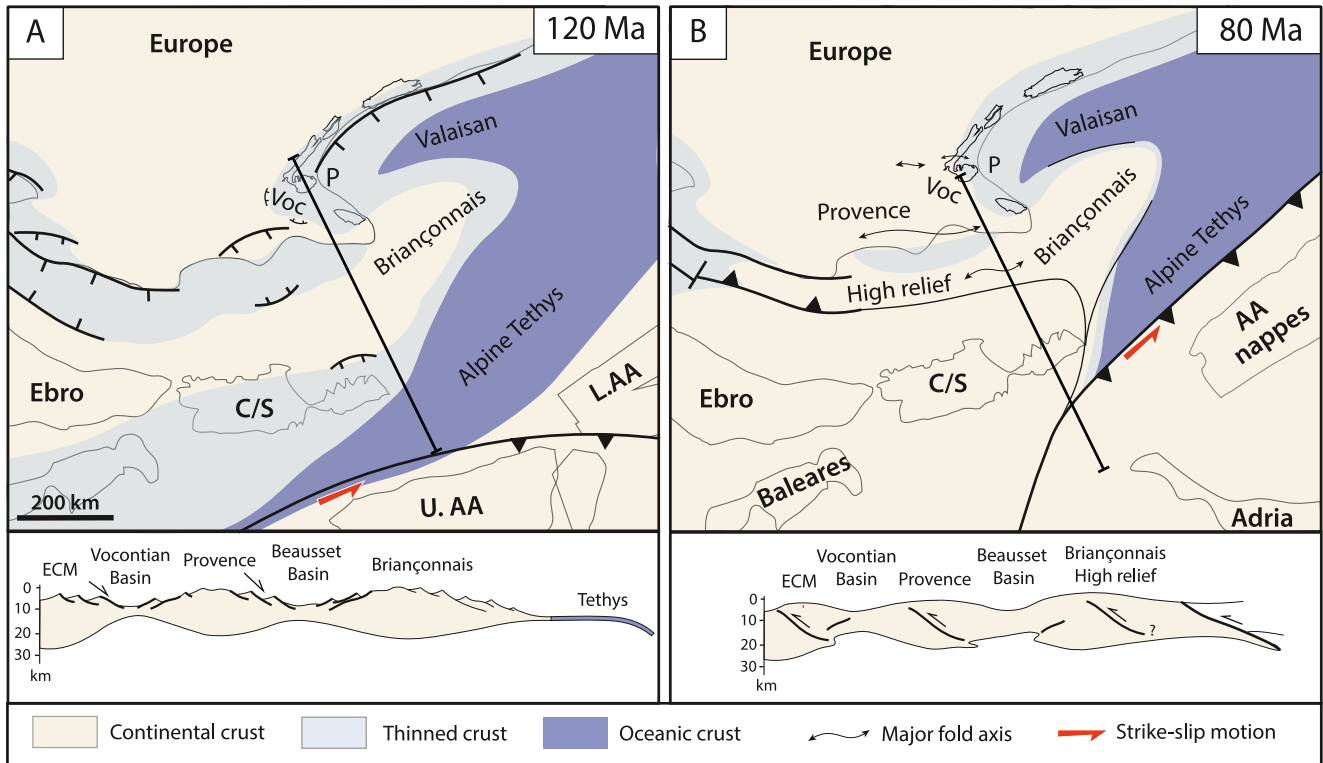 A
120 Ma
Europe
Valaisan
P
Voc
Briançonnais
Alpine Tethys
Ebro
C/S
L.AA
U. AA
200 km
ECM
Vocontian
Basin
Provence
Beausset
Basin
Briançonnais
Tethys
0
10
20
30
km
B
80 Ma
Europe
Valaisan
P
Voc
Provence
Briançonnais
High relief
Alpine Tethys
AA
nappes
Ebro
C/S
Baleares
Adria
ECM
Vocontian
Basin
Provence
Beausset
Basin
Briançonnais
High relief
0
10
20
30
km
?
Continental crust
Thinned crust
Oceanic crust
Major fold axis
Strike-slip motion